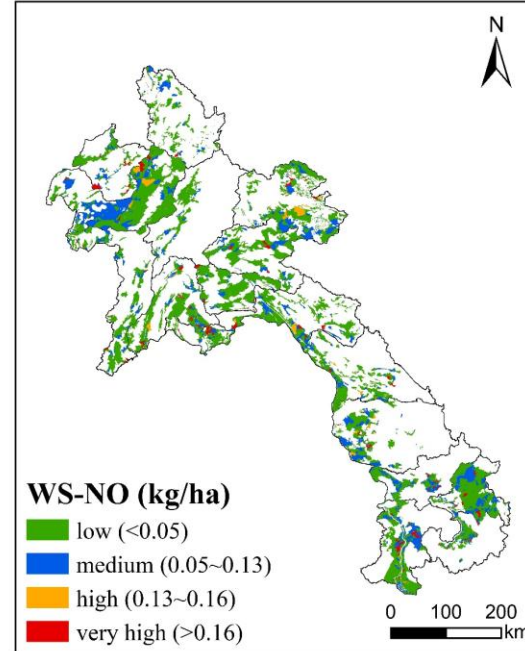 N
WS-NO (kg/ha)
low (<0.05)
medium (0.05~0.13)
high (0.13~0.16)
very high (>0.16)
0 100 200
km